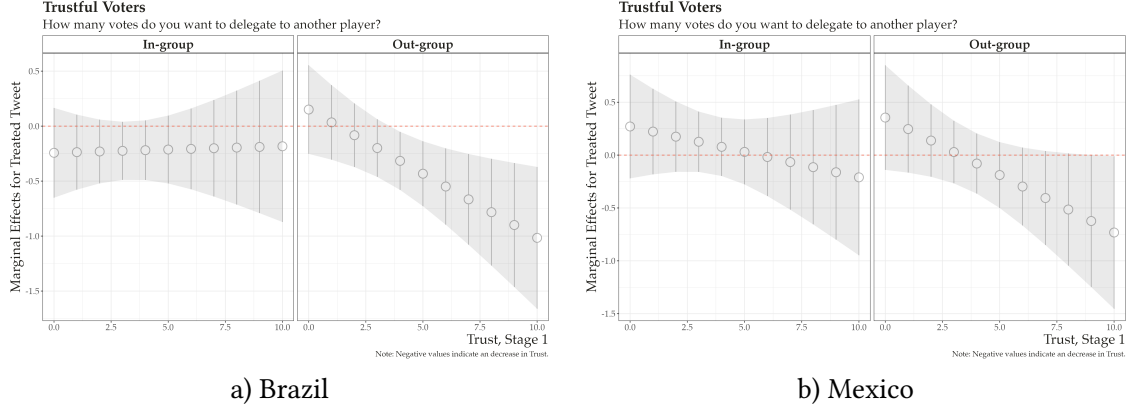 Trustful Voters
How many votes do you want to delegate to another player?
In-group
Out-group
Marginal Effects for Treated Tweet
0.5
0.0
-0.5
-1.0
-1.5
0.0
2.5
5.0
7.5
10.0
0.0
2.5
5.0
7.5
10.0
Trust, Stage 1
Note: Negative values indicate an decrease in Trust.
a) Brazil
Trustful Voters
How many votes do you want to delegate to another player?
In-group
Out-group
Marginal Effects for Treated Tweet
0.5
0.0
-0.5
-1.0
-1.5
0.0
2.5
5.0
7.5
10.0
0.0
2.5
5.0
7.5
10.0
Trust, Stage 1
Note: Negative values indicate an decrease in Trust.
b) Mexico